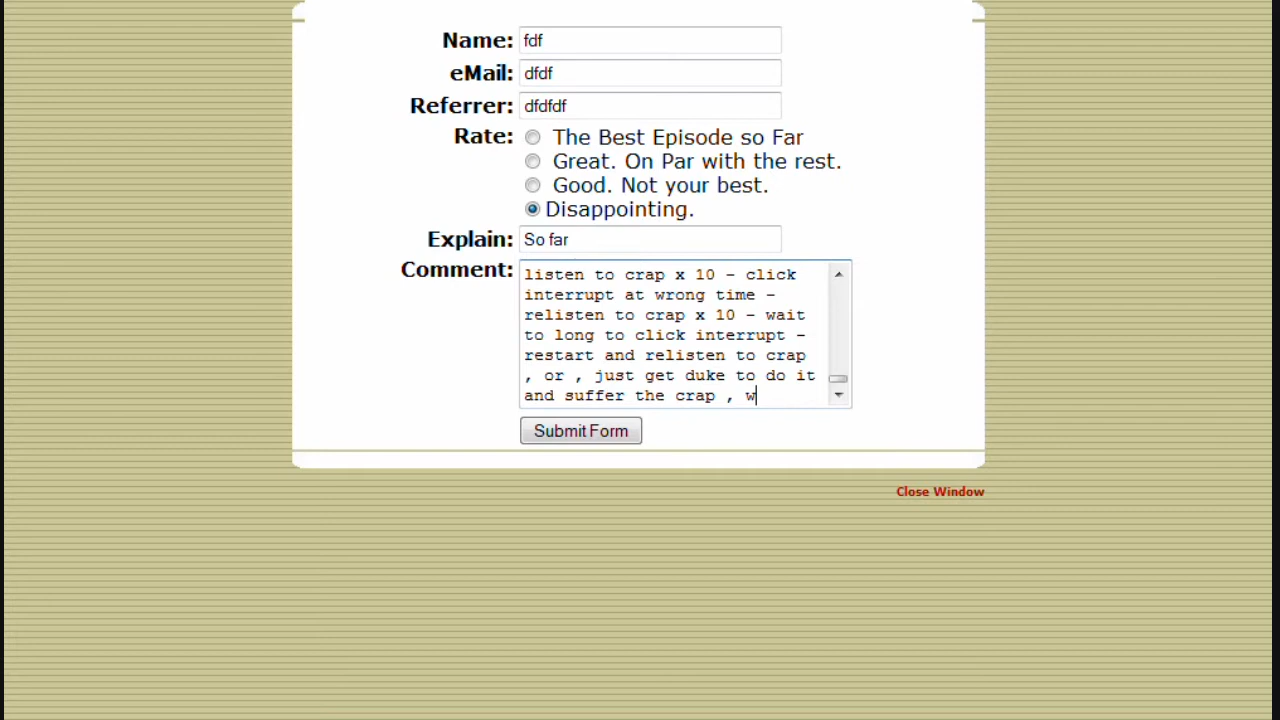 Name: fdf
eMail: dfdf
Referrer: dfdfdf
Rate: The Best Episode so Far
Great. On Par with the rest.
Good. Not your best.
Disappointing.
Explain: So far
Comment: listen to crap x 10 - click
interrupt at wrong time -
relisten to crap x 10 - wait
to long to click interrupt -
restart and relisten to crap
, or , just get duke to do it
and suffer the crap , w
Submit Form
Close Window